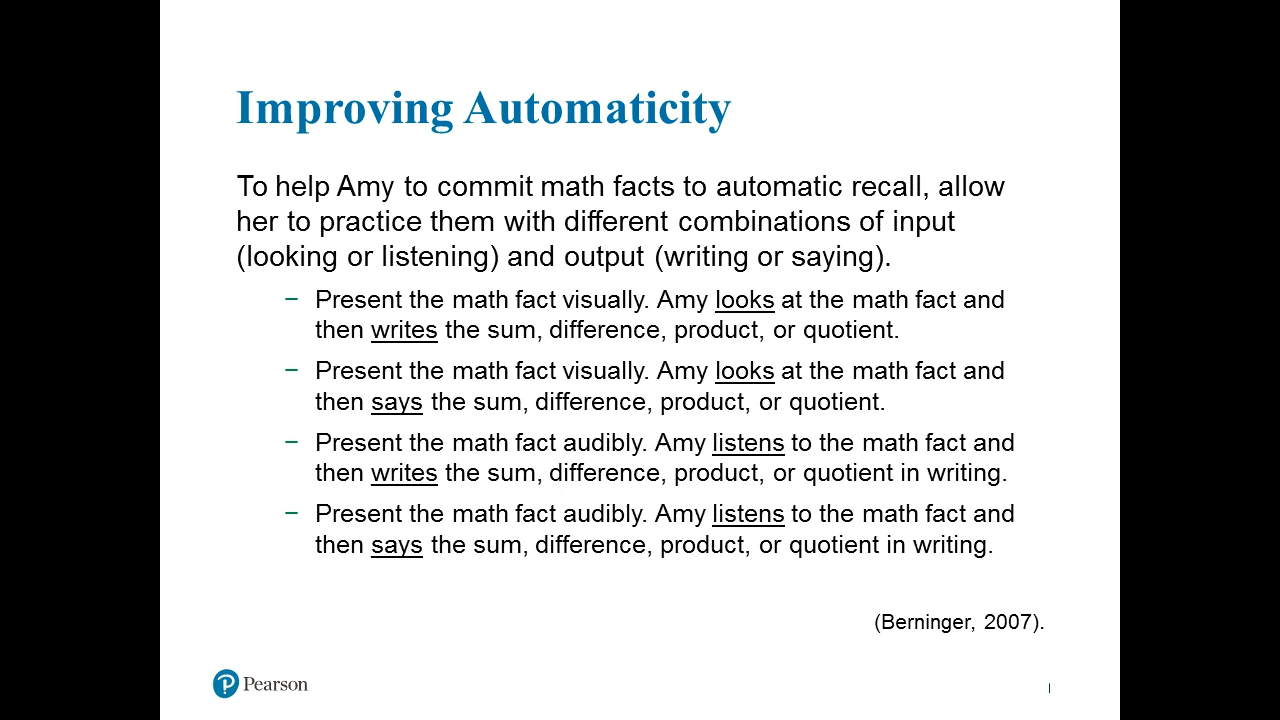 Improving Automaticity
To help Amy to commit math facts to automatic recall, allow
her to practice them with different combinations of input
(looking or listening) and output (writing or saying).
− Present the math fact visually. Amy looks at the math fact and
then writes the sum, difference, product, or quotient.
− Present the math fact visually. Amy looks at the math fact and
then says the sum, difference, product, or quotient.
− Present the math fact audibly. Amy listens to the math fact and
then writes the sum, difference, product, or quotient in writing.
− Present the math fact audibly. Amy listens to the math fact and
then says the sum, difference, product, or quotient in writing.
(Berninger, 2007).
Pearson